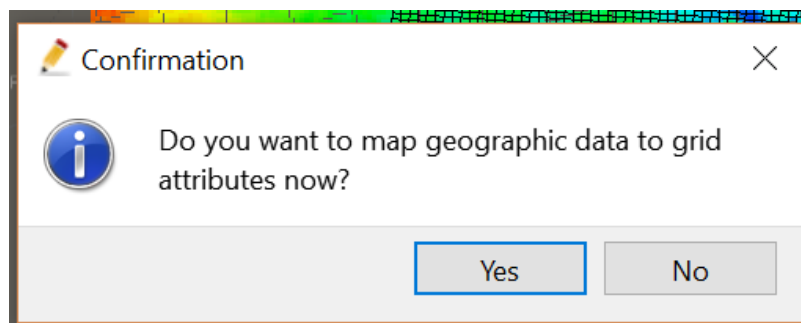 Confirmation
Do you want to map geographic data to grid
attributes now?
Yes
No